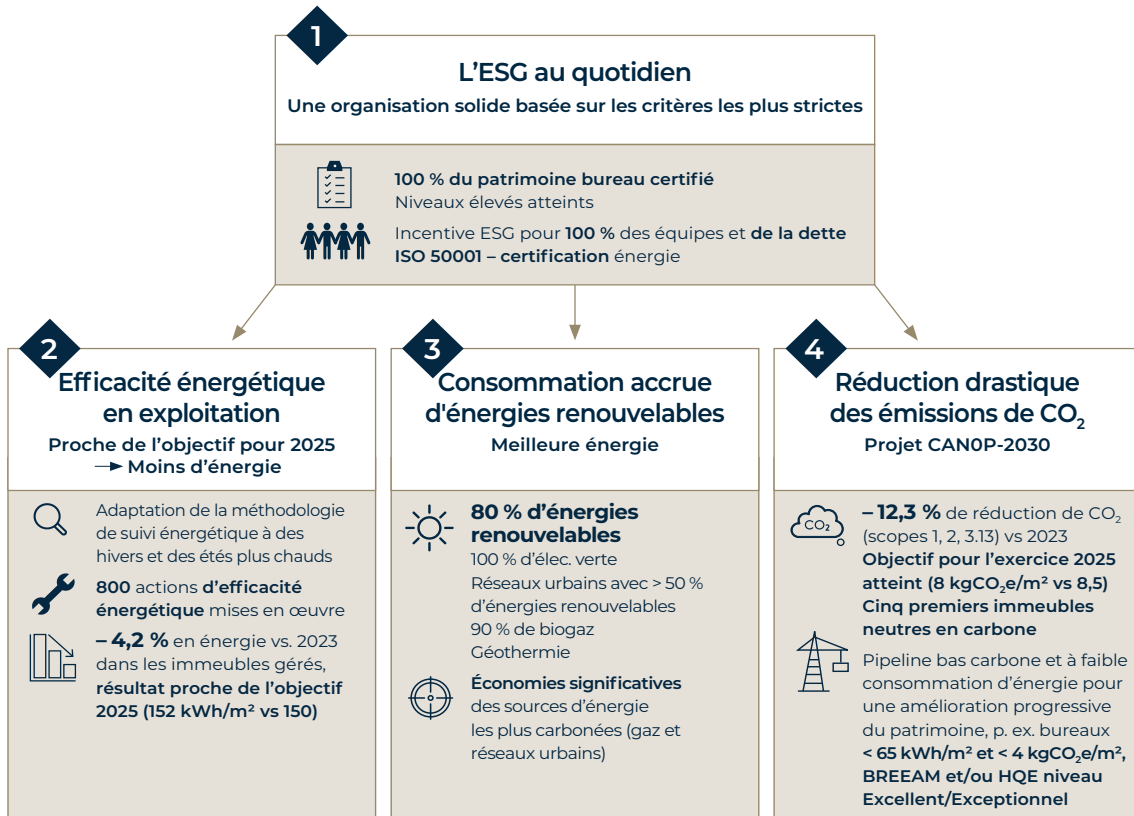 1
L'ESG au quotidien
Une organisation solide basée sur les critères les plus strictes
100 % du patrimoine bureau certifié
Niveaux élevés atteints
Incentive ESG pour 100 % des équipes et de la dette
ISO 50001 – certification énergie
2
Efficacité énergétique
en exploitation
Proche de l'objectif pour 2025
Moins d'énergie
Adaptation de la méthodologie
de suivi énergétique à des
hivers et des étés plus chauds
800 actions d'efficacité
énergétique mises en œuvre
– 4,2 % en énergie vs. 2023
dans les immeubles gérés,
résultat proche de l'objectif
2025 (152 kWh/m² vs 150)
3
Consommation accrue
d'énergies renouvelables
Meilleure énergie
80 % d'énergies
renouvelables
100 % d'élec. verte
Réseaux urbains avec > 50 %
d'énergies renouvelables
90 % de biogaz
Géothermie
Économies significatives
des sources d'énergie
les plus carbonées (gaz et
réseaux urbains)
4
Réduction drastique
des émissions de CO₂
Projet CAN0P-2030
CO₂
– 12,3 % de réduction de CO₂
(scopes 1, 2, 3.13) vs 2023
Objectif pour l'exercice 2025
atteint (8 kgCO₂e/m² vs 8,5)
Cinq premiers immeubles
neutres en carbone
Pipeline bas carbone et à faible
consommation d'énergie pour
une amélioration progressive
du patrimoine, p. ex. bureaux
< 65 kWh/m² et < 4 kgCO₂e/m²,
BREEAM et/ou HQE niveau
Excellent/Exceptionnel